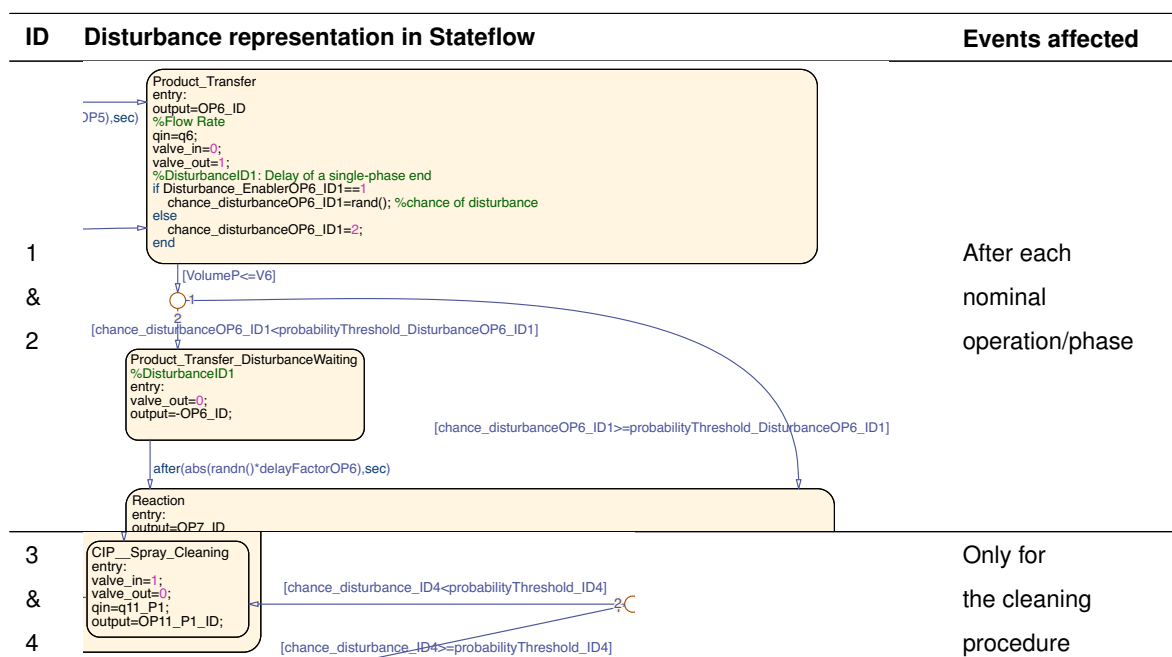 ID Disturbance representation in Stateflow Events affected
Product_Transfer
entry:
output=OP6_ID
%Flow Rate
qin=q6;
valve_in=0;
valve_out=1;
%DisturbanceID1: Delay of a single-phase end
if Disturbance_EnablerOP6_ID1==1
chance_disturbanceOP6_ID1=rand(); %chance of disturbance
else
chance_disturbanceOP6_ID1=2;
end
OP5),sec)
[VolumeP<=V6]
1
2
[chance_disturbanceOP6_ID1<probabilityThreshold_DisturbanceOP6_ID1]
Product_Transfer_DisturbanceWaiting
%DisturbanceID1
entry:
valve_out=0;
output=-OP6_ID;
[chance_disturbanceOP6_ID1>=probabilityThreshold_DisturbanceOP6_ID1]
after(abs(randn()*delayFactorOP6),sec)
Reaction
entry:
output=OP7_ID
1
&
2
After each
nominal
operation/phase
3
&
4
CIP__Spray_Cleaning
entry:
valve_in=1;
valve_out=0;
qin=q11_P1;
output=OP11_P1_ID;
[chance_disturbance_ID4<probabilityThreshold_ID4]
2
[chance_disturbance_ID4>=probabilityThreshold_ID4]
Only for
the cleaning
procedure